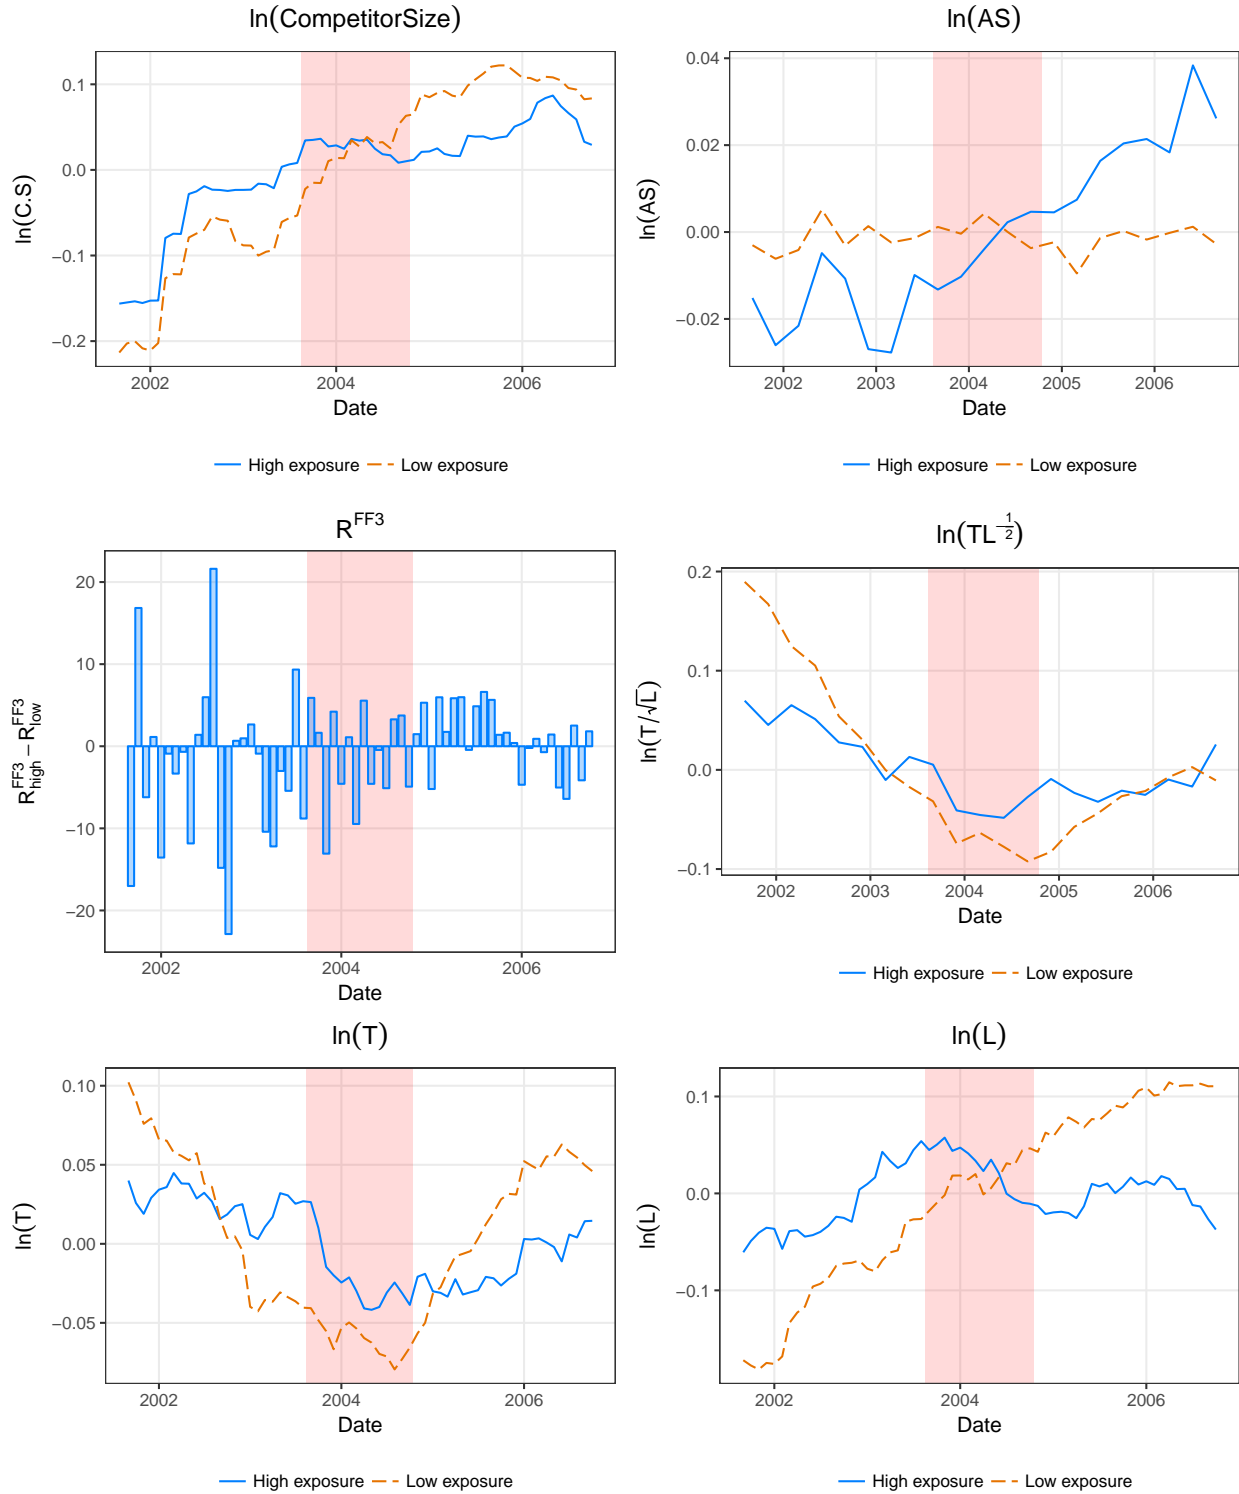 ln(CompetitorSize)
ln(C.S)
0.1
0.0
−0.1
−0.2
2002 2004 2006
Date
High exposure Low exposure
ln(AS)
ln(AS)
0.04
0.02
0.00
−0.02
2002 2003 2004 2005 2006
Date
High exposure Low exposure
R^FF3
R^FF3_high − R^FF3_low
20
10
0
−10
−20
2002 2004 2006
Date
ln(TL^−1/2)
ln(T/√L)
0.2
0.1
0.0
−0.1
2002 2003 2004 2005 2006
Date
High exposure Low exposure
ln(T)
ln(T)
0.10
0.05
0.00
−0.05
2002 2004 2006
Date
High exposure Low exposure
ln(L)
ln(L)
0.1
0.0
−0.1
2002 2004 2006
Date
High exposure Low exposure